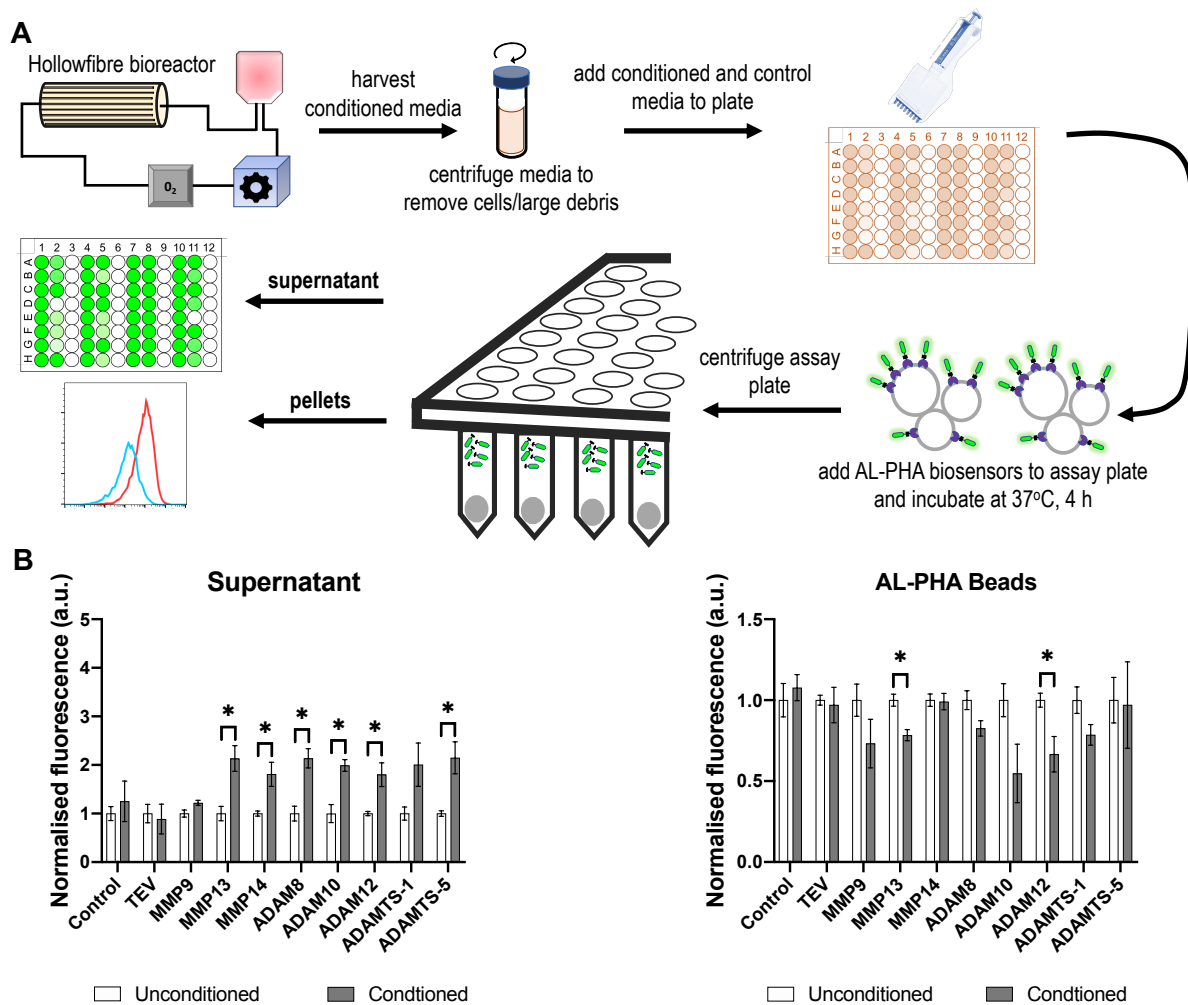 A
Hollowfibre bioreactor
O₂
harvest
conditioned media
centrifuge media to
remove cells/large debris
add conditioned and control
media to plate
1 2 3 4 5 6 7 8 9 10 11 12
A
B
C
D
E
F
G
H
add AL-PHA biosensors to assay plate
and incubate at 37ºC, 4 h
centrifuge assay
plate
supernatant
pellets
1 2 3 4 5 6 7 8 9 10 11 12
A
B
C
D
E
F
G
H
B
Supernatant
Normalised fluorescence (a.u.)
5
4
3
2
1
0
* * * * * *
Control
TEV
MMP9
MMP13
MMP14
ADAM8
ADAM10
ADAM12
ADAMTS-1
ADAMTS-5
Unconditioned Condtioned
AL-PHA Beads
Normalised fluorescence (a.u.)
1.5
1.0
0.5
0.0
* *
Control
TEV
MMP9
MMP13
MMP14
ADAM8
ADAM10
ADAM12
ADAMTS-1
ADAMTS-5
Unconditioned Condtioned